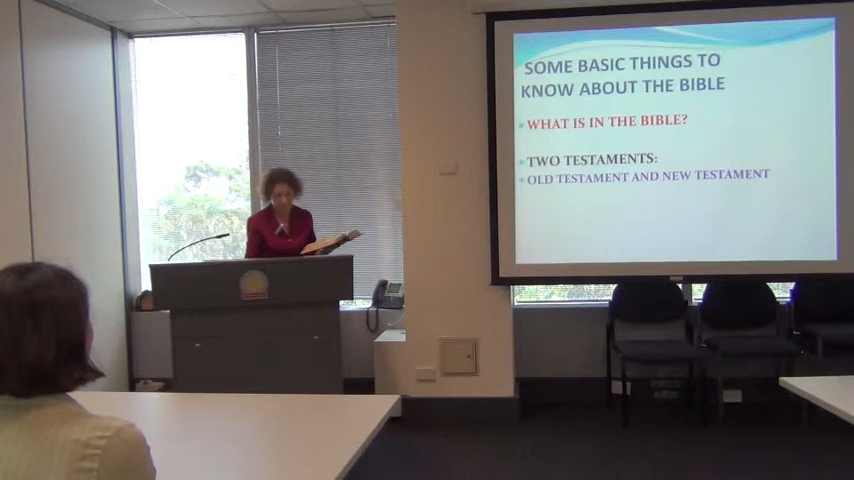 SOME BASIC THINGS TO
KNOW ABOUT THE BIBLE
WHAT IS IN THE BIBLE?
TWO TESTAMENTS:
OLD TESTAMENT AND NEW TESTAMENT